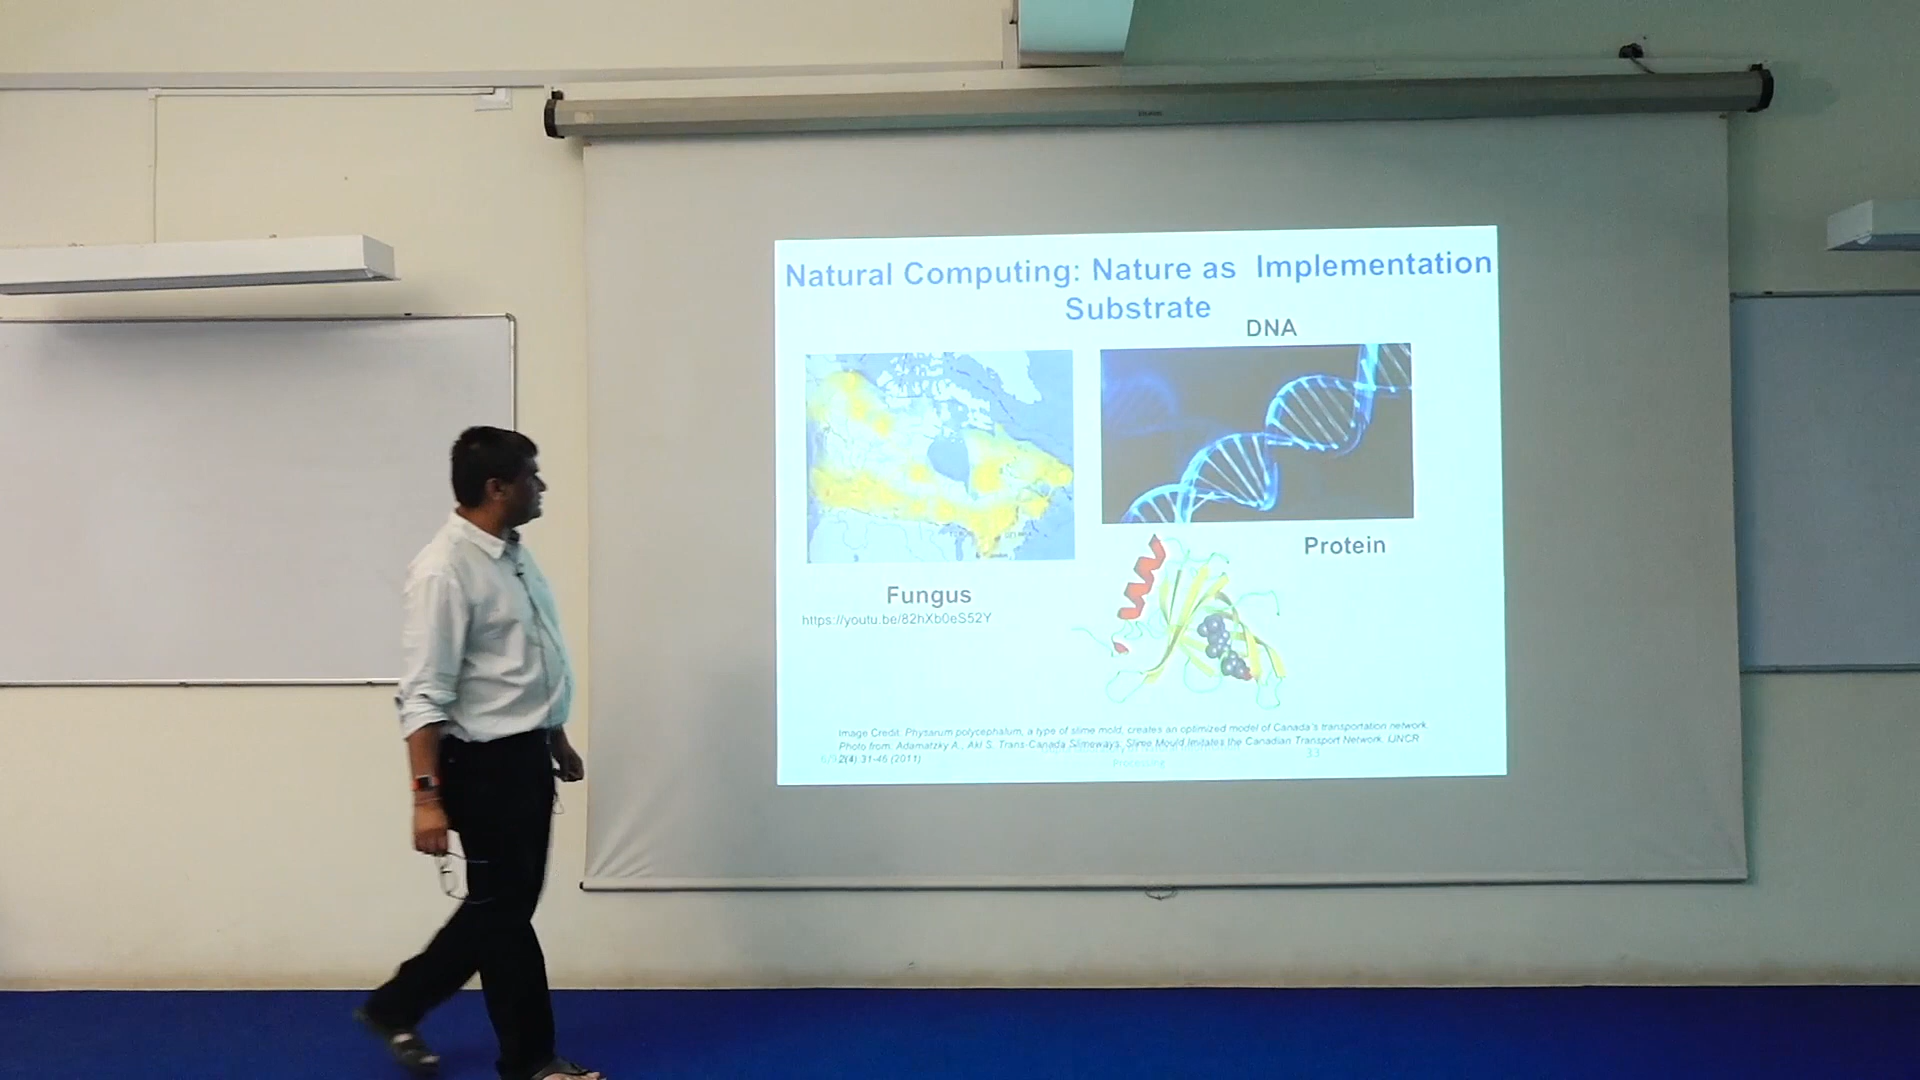 Natural Computing: Nature as Implementation
Substrate
DNA
Protein
Fungus
https://youtu.be/82hXb0eS52Y
Image Credit: Physarum polycephalum, a type of slime mold, creates an optimized model of Canada's transportation network.
Photo from: Adamatzky A., Akl S. Trans-Canada Slimeways: Slime Mould Imitates the Canadian Transport Network. IJNCR
2(4) 31-46 (2011)
Processing
33